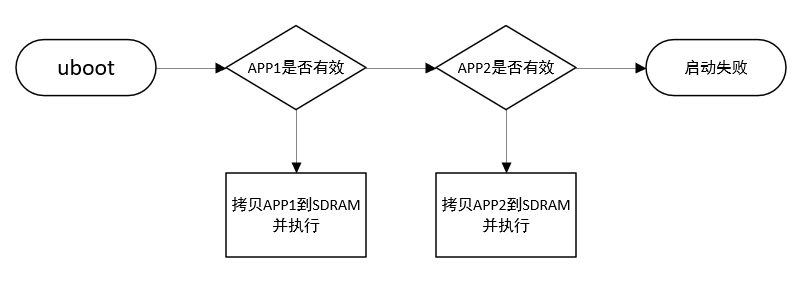 uboot
APP1是否有效
APP2是否有效
启动失败
拷贝APP1到SDRAM
并执行
拷贝APP2到SDRAM
并执行